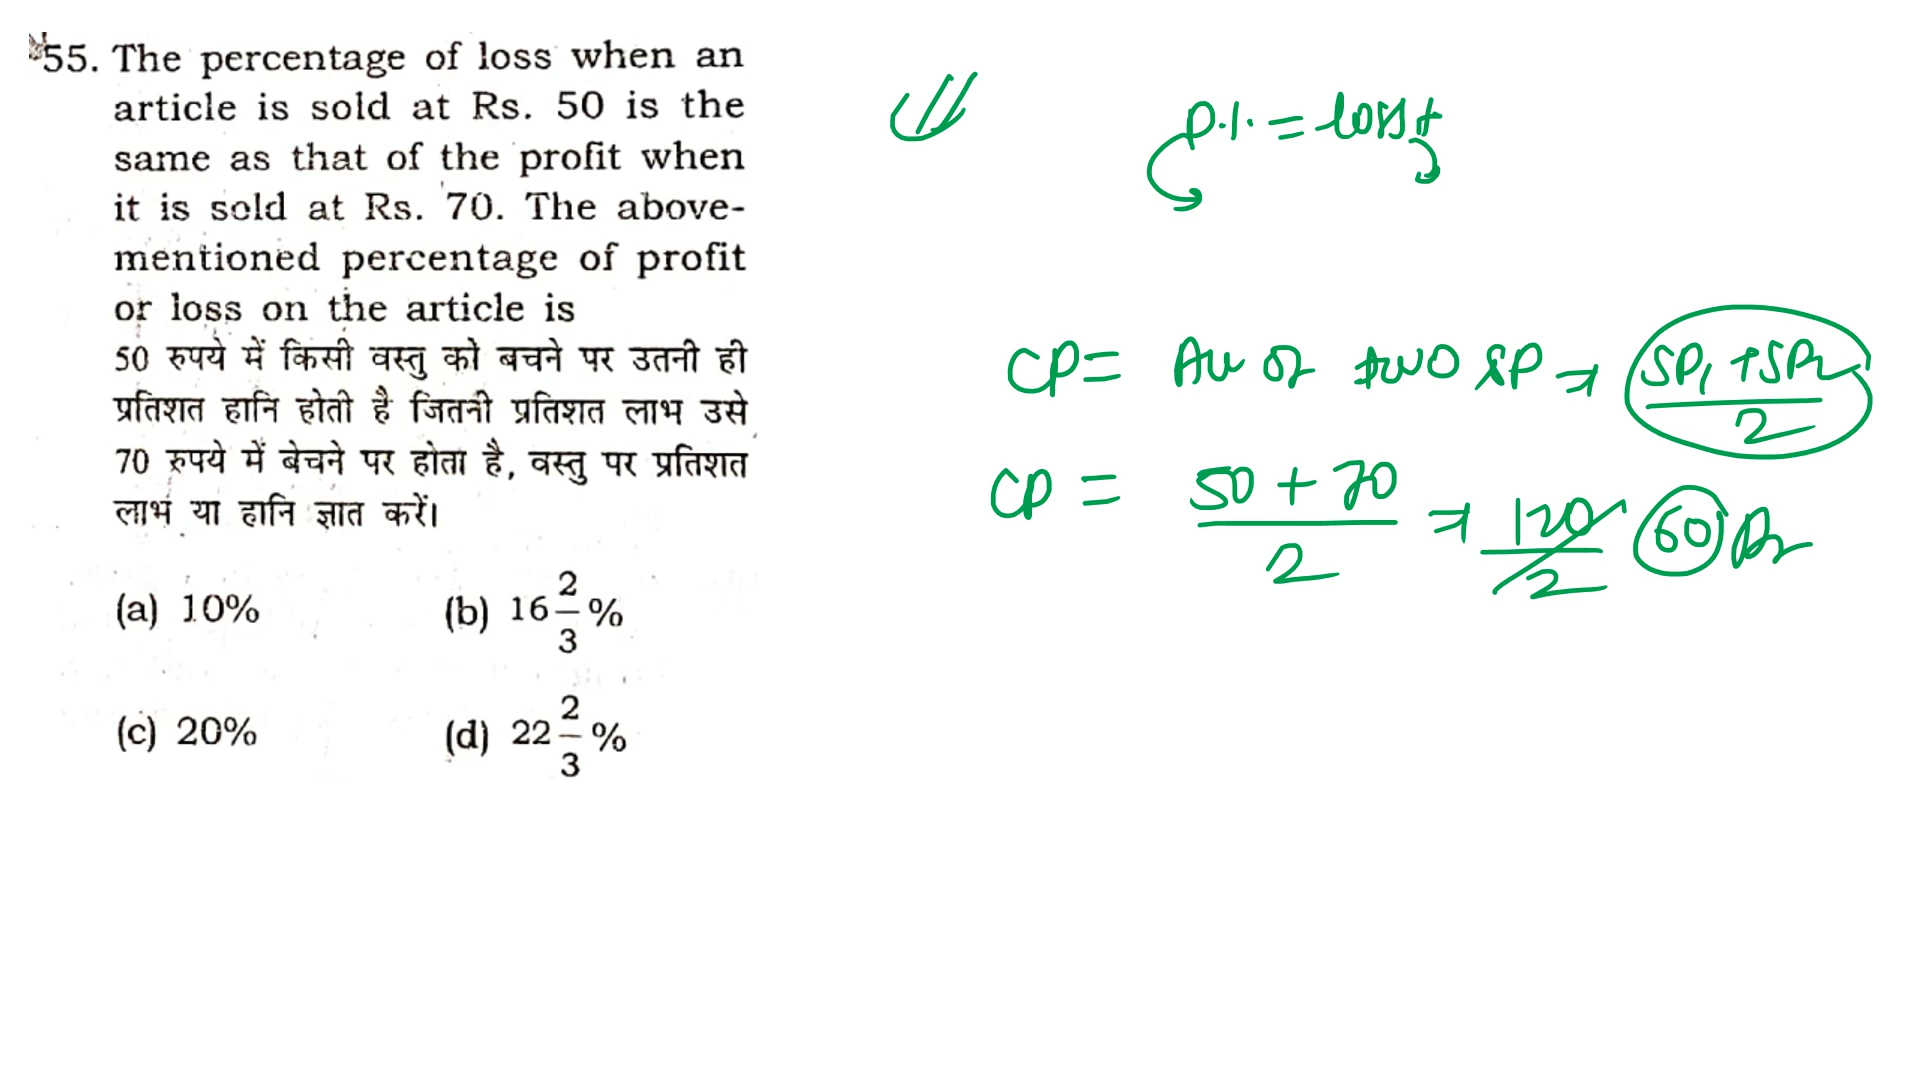 55. The percentage of loss when an
article is sold at Rs. 50 is the
same as that of the profit when
it is sold at Rs. 70. The above-
mentioned percentage of profit
or loss on the article is
50 रुपये में किसी वस्तु को बचने पर उतनी ही
प्रतिशत हानि होती है जितनी प्रतिशत लाभ उसे
70 रुपये में बेचने पर होता है, वस्तु पर प्रतिशत
लाभ या हानि ज्ञात करें।
(a) 10% (b) 16 2/3 %
(c) 20% (d) 22 2/3 %
P.1. = loss
CP = Av of two SP ⇒ SP1 + SP2 / 2
CP = 50 + 70 / 2 ⇒ 120 / 2 60